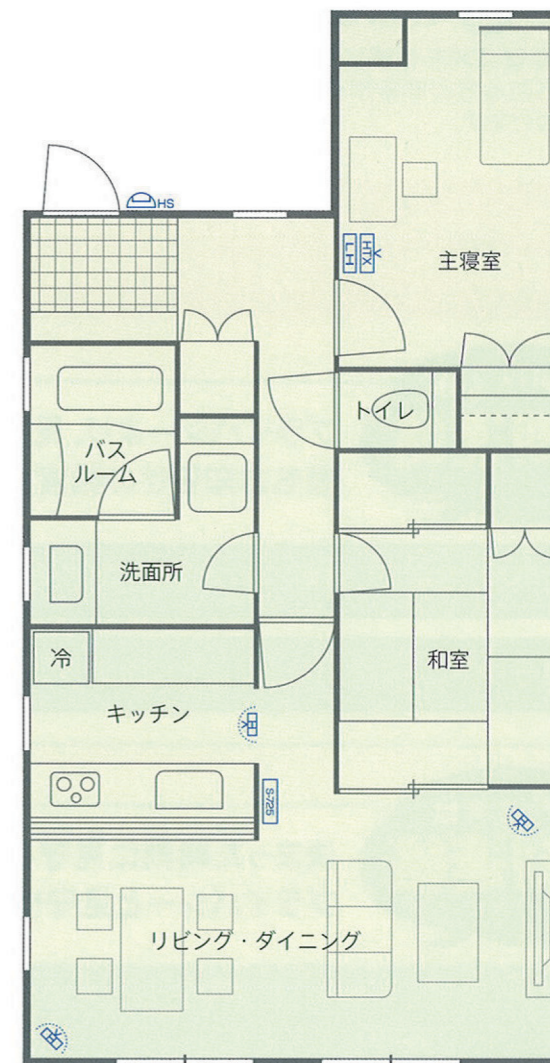 HS
主寝室
LH
HTX
トイレ
バス
ルーム
洗面所
冷
和室
キッチン
S-725
リビング・ダイニング